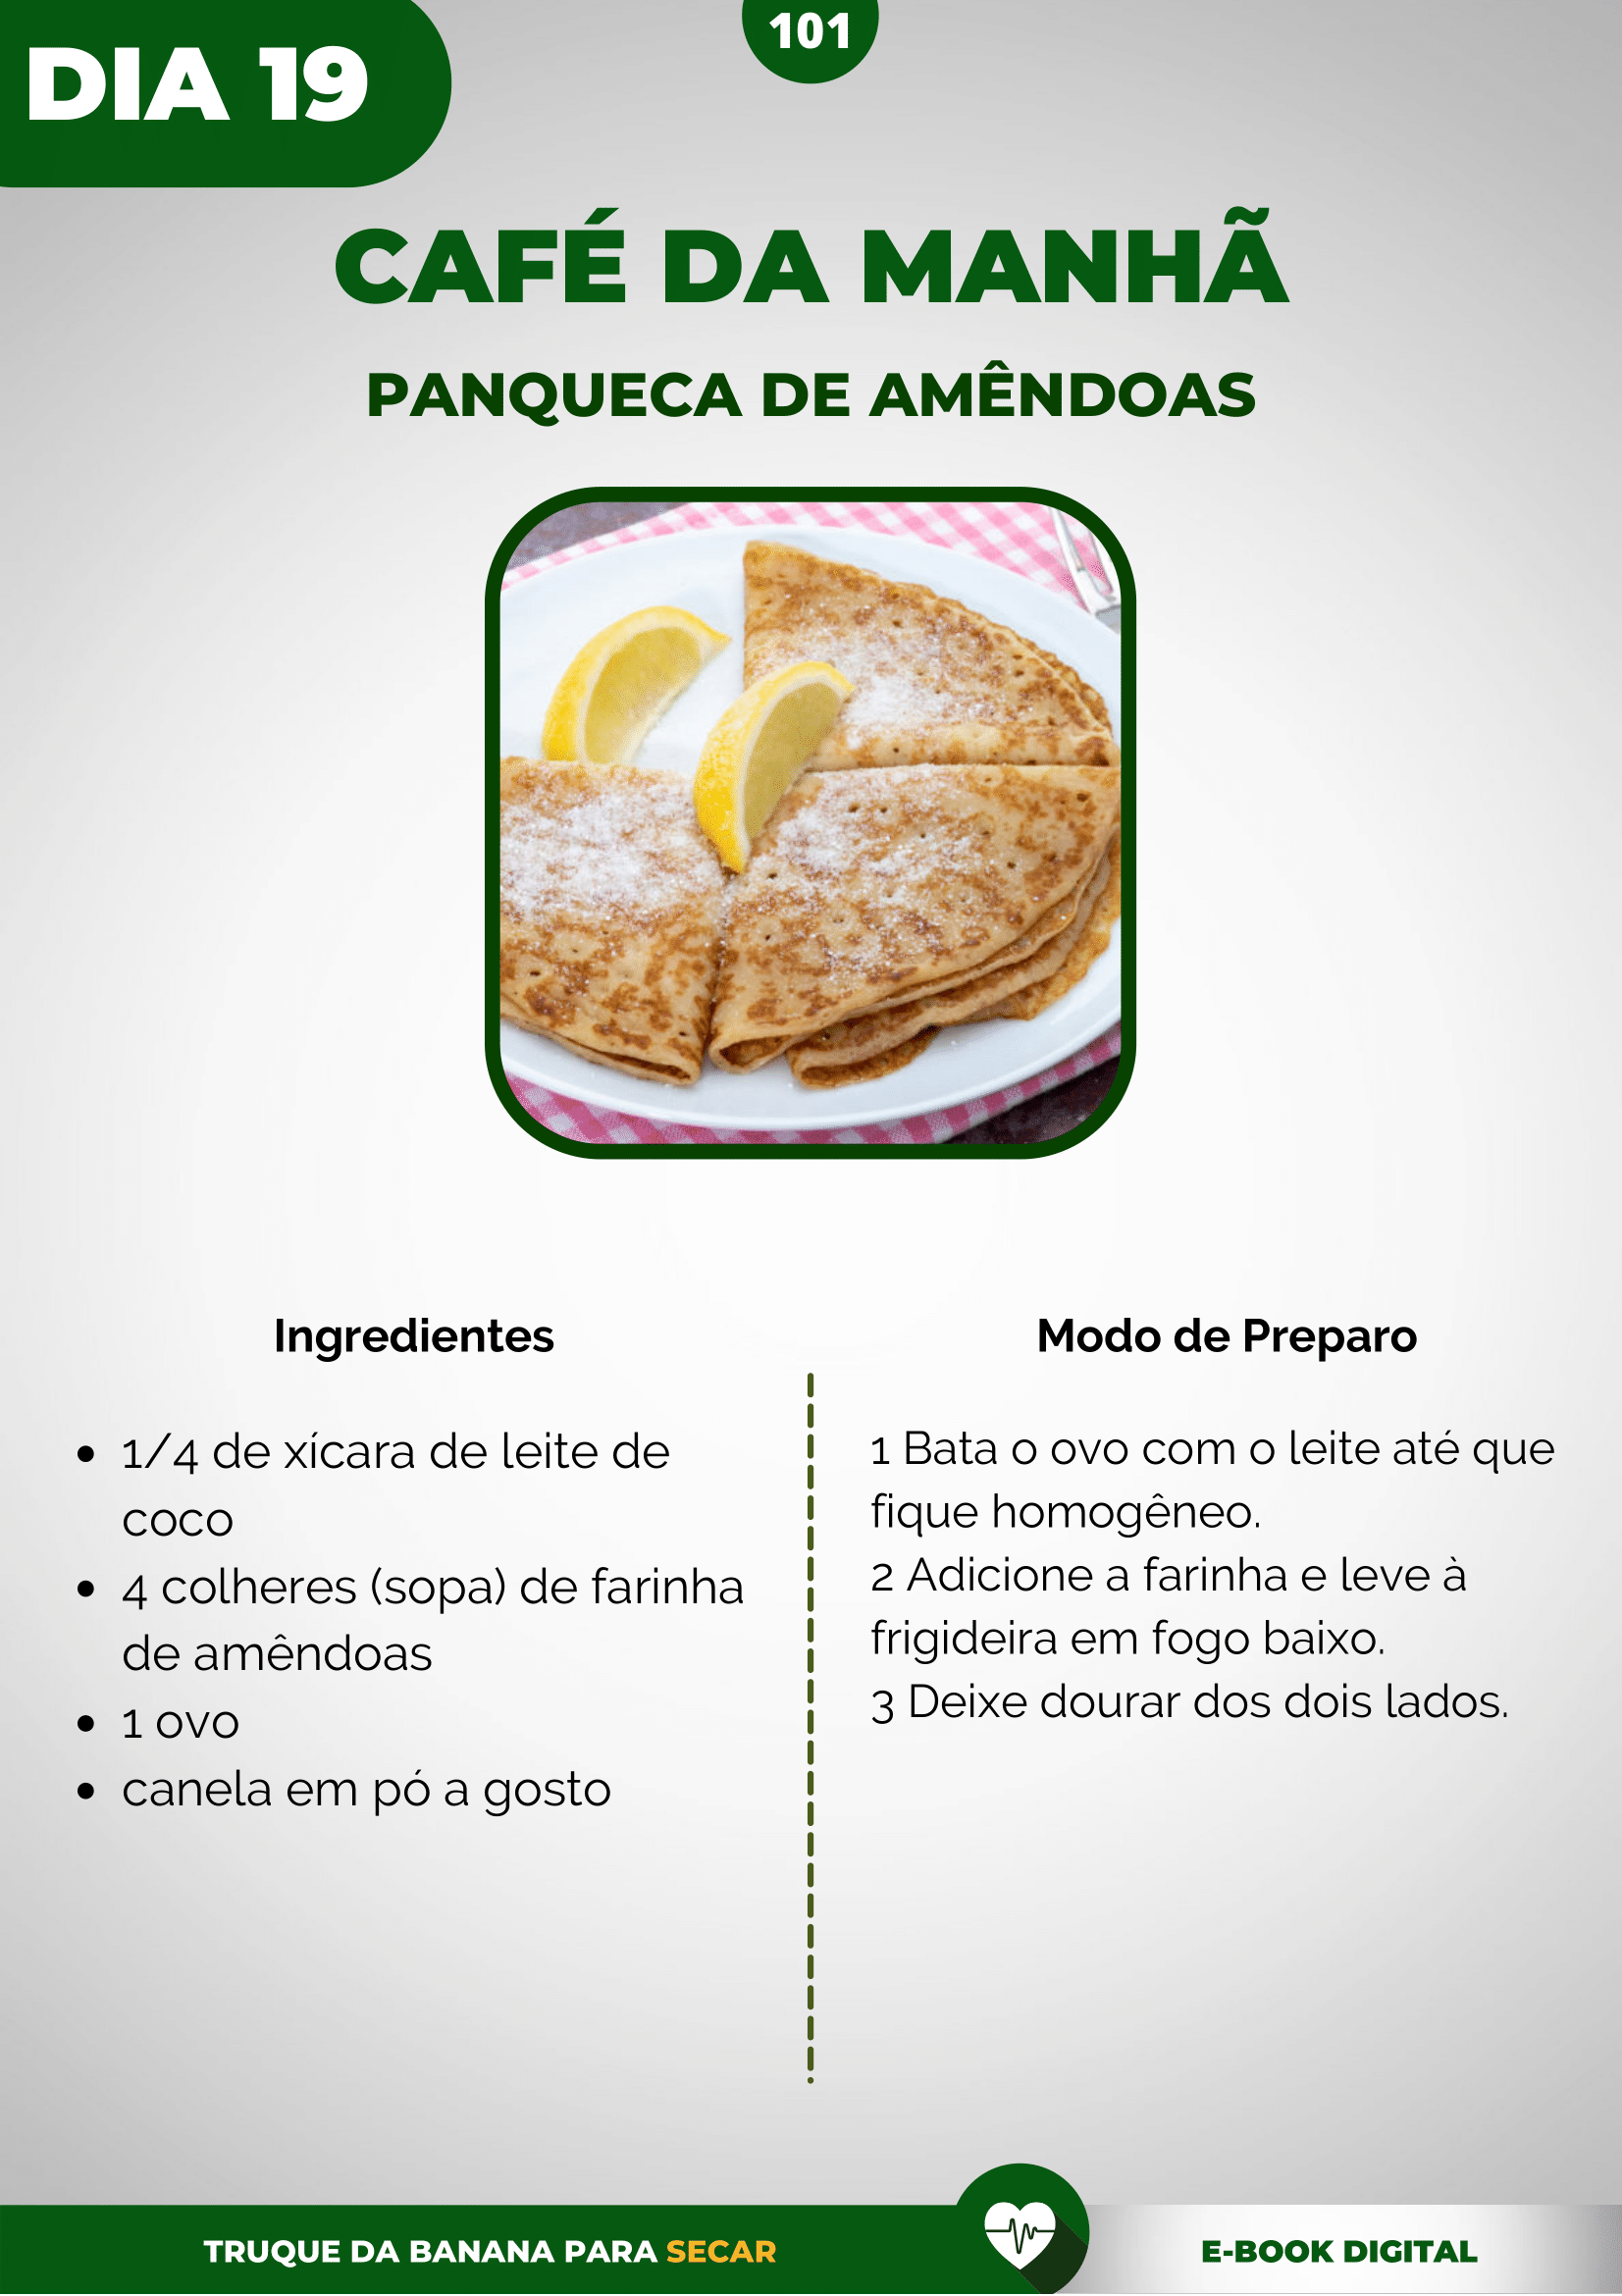 DIA 19
101
CAFÉ DA MANHÃ
PANQUECA DE AMÊNDOAS
Ingredientes
• 1/4 de xícara de leite de
coco
• 4 colheres (sopa) de farinha
de amêndoas
• 1 ovo
• canela em pó a gosto
Modo de Preparo
1 Bata o ovo com o leite até que
fique homogêneo.
2 Adicione a farinha e leve à
frigideira em fogo baixo.
3 Deixe dourar dos dois lados.
TRUQUE DA BANANA PARA SECAR
E-BOOK DIGITAL